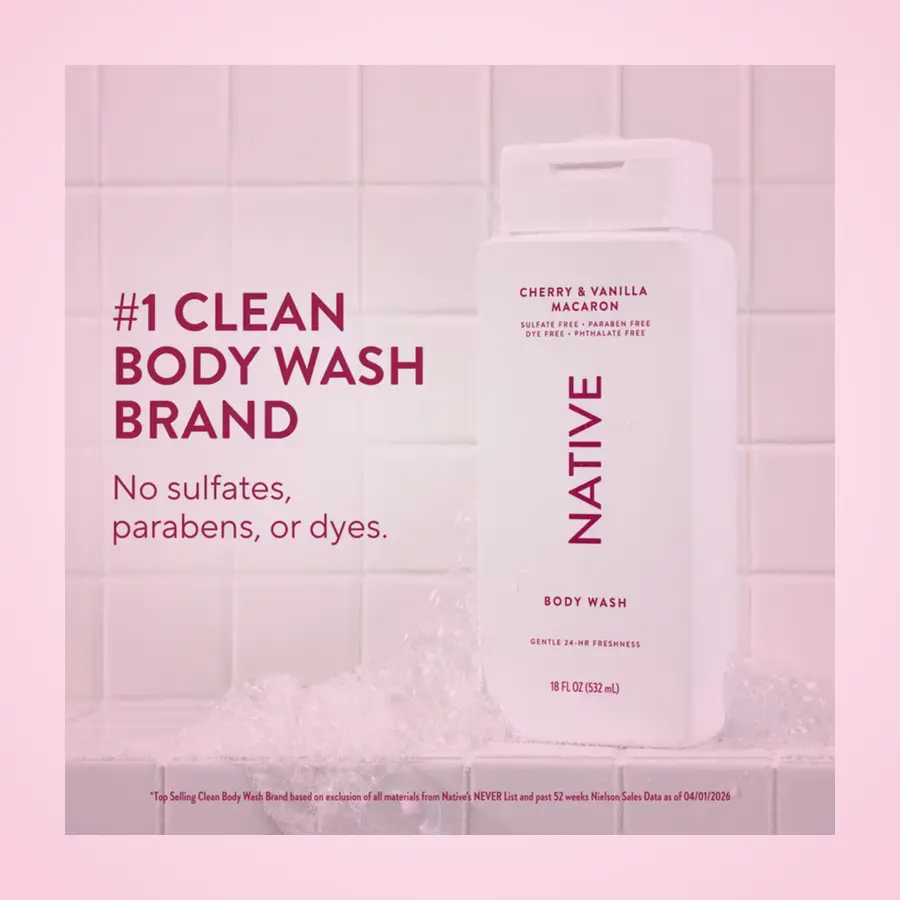 #1 CLEAN
BODY WASH
BRAND
No sulfates,
parabens, or dyes.
CHERRY & VANILLA
MACARON
SULFATE FREE • PARABEN FREE
DYE FREE • PHTHALATE FREE
NATIVE
BODY WASH
GENTLE 24-HR FRESHNESS
18 FL OZ (532 mL)
*Top Selling Clean Body Wash Brand based on exclusion of all materials from Native's NEVER List and past 52 weeks Nielson Sales Data as of 04/01/2026